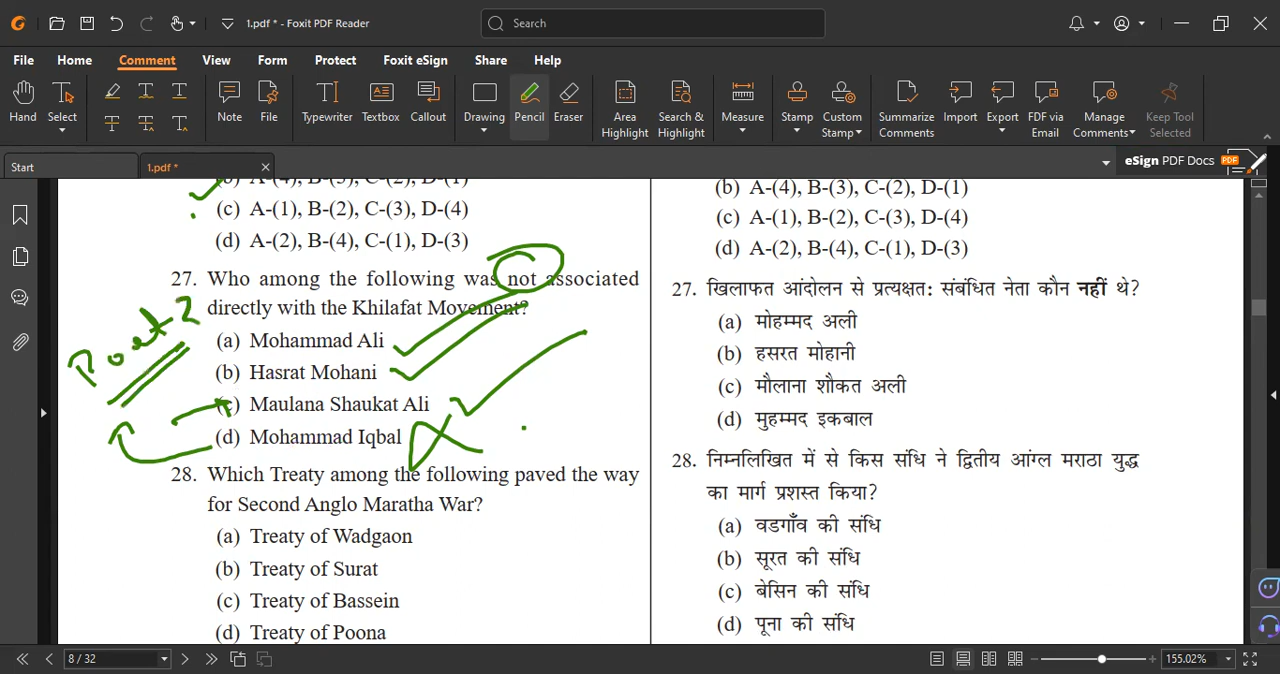 1.pdf * - Foxit PDF Reader
Search
File Home Comment View Form Protect Foxit eSign Share Help
Hand Select Note File Typewriter Textbox Callout Drawing Pencil Eraser Area Highlight Search & Highlight Measure Stamp Custom Stamp Summarize Comments Import Export FDF via Email Manage Comments Keep Tool Selected
Start 1.pdf * eSign PDF Docs PDF
(b) A-(4), B-(3), C-(2), D-(1)
(c) A-(1), B-(2), C-(3), D-(4)
(d) A-(2), B-(4), C-(1), D-(3)
27. Who among the following was not associated
directly with the Khilafat Movement?
(a) Mohammad Ali
(b) Hasrat Mohani
(c) Maulana Shaukat Ali
(d) Mohammad Iqbal
Part 2
28. Which Treaty among the following paved the way
for Second Anglo Maratha War?
(a) Treaty of Wadgaon
(b) Treaty of Surat
(c) Treaty of Bassein
(d) Treaty of Poona
(b) A-(4), B-(3), C-(2), D-(1)
(c) A-(1), B-(2), C-(3), D-(4)
(d) A-(2), B-(4), C-(1), D-(3)
27. खिलाफत आंदोलन से प्रत्यक्षत: संबंधित नेता कौन नहीं थे?
(a) मोहम्मद अली
(b) हसरत मोहानी
(c) मौलाना शौकत अली
(d) मुहम्मद इकबाल
28. निम्नलिखित में से किस संधि ने द्वितीय आंग्ल मराठा युद्ध
का मार्ग प्रशस्त किया?
(a) वडगाँव की संधि
(b) सूरत की संधि
(c) बेसिन की संधि
(d) पूना की संधि
8 / 32 155.02%